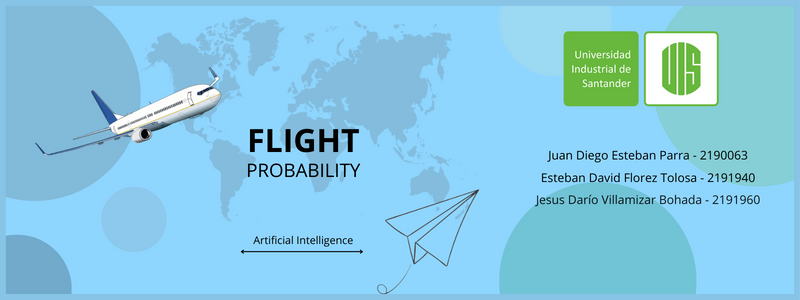 FLIGHT
PROBABILITY
Artificial Intelligence
Universidad
Industrial de
Santander
UIS
Juan Diego Esteban Parra - 2190063
Esteban David Florez Tolosa - 2191940
Jesus Darío Villamizar Bohada - 2191960